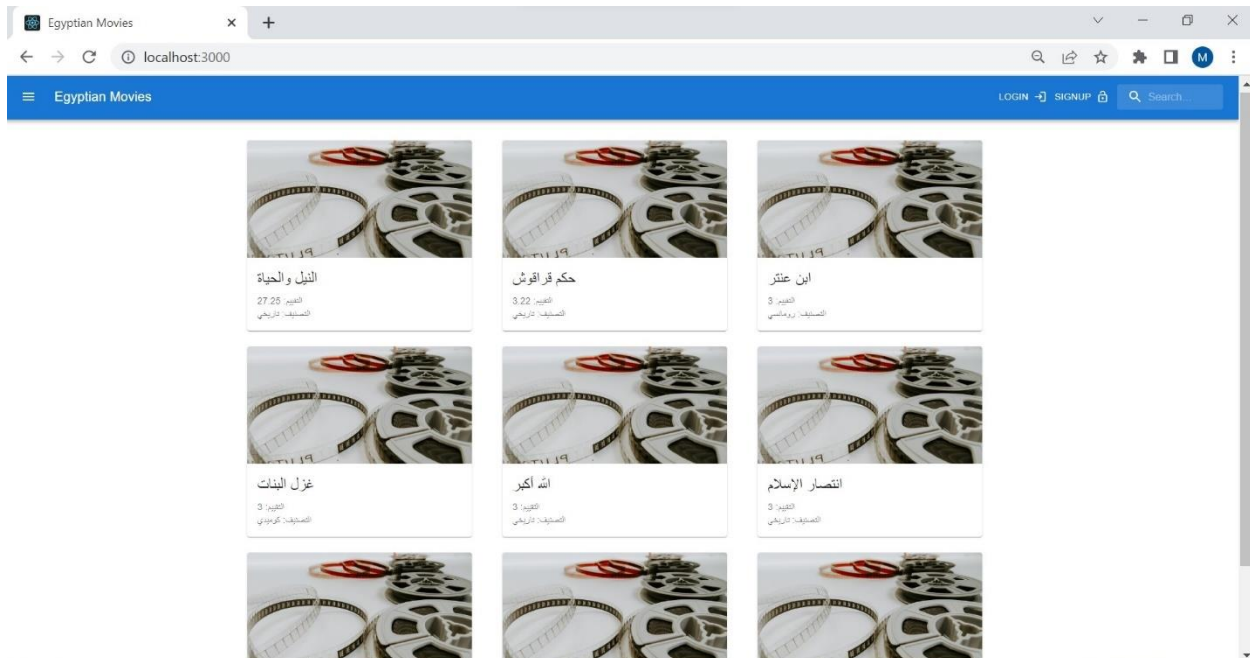 Egyptian Movies
localhost:3000
M
Egyptian Movies
LOGIN SIGNUP Search...
النيل والحياة
التقييم: 27.25
التصنيف: تاريخي
حكم قراقوش
التقييم: 3.22
التصنيف: تاريخي
ابن عنتر
التقييم: 3
التصنيف: رومانسي
غزل البنات
التقييم: 3
التصنيف: كوميدي
الله أكبر
التقييم: 3
التصنيف: تاريخي
انتصار الإسلام
التقييم: 3
التصنيف: تاريخي